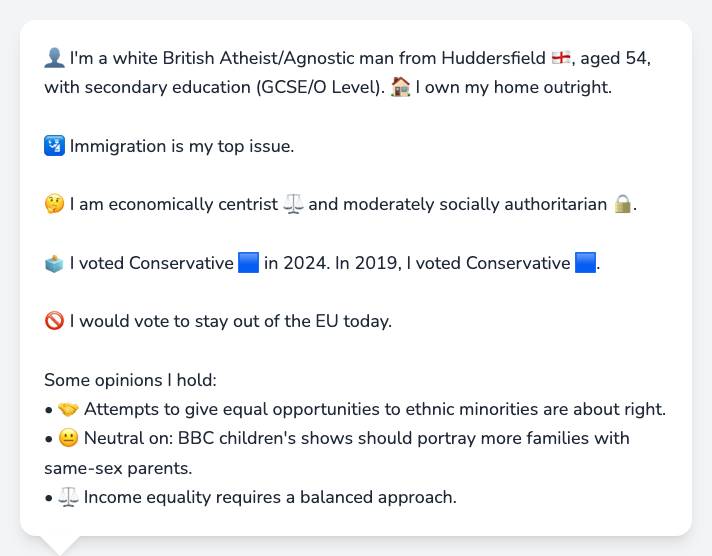 👤 I'm a white British Atheist/Agnostic man from Huddersfield 🏴󠁧󠁢󠁥󠁮󠁧󠁿, aged 54,
with secondary education (GCSE/O Level). 🏠 I own my home outright.
🛂 Immigration is my top issue.
🤔 I am economically centrist ⚖️ and moderately socially authoritarian 🔒.
🗳️ I voted Conservative 🟦 in 2024. In 2019, I voted Conservative 🟦.
🚫 I would vote to stay out of the EU today.
Some opinions I hold:
• 🤝 Attempts to give equal opportunities to ethnic minorities are about right.
• 😐 Neutral on: BBC children's shows should portray more families with
same-sex parents.
• ⚖️ Income equality requires a balanced approach.